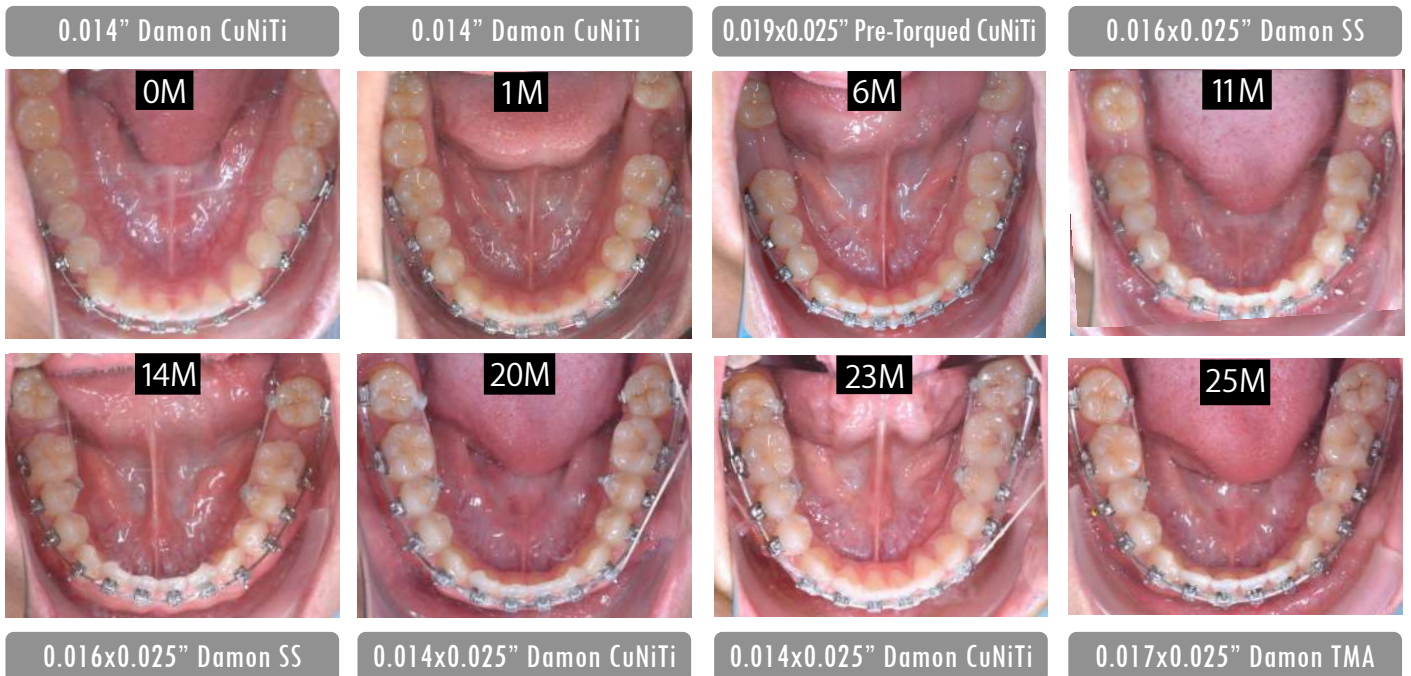 0.014” Damon CuNiTi
0.014” Damon CuNiTi
0.019x0.025” Pre-Torqued CuNiTi
0.016x0.025” Damon SS
0M
1M
6M
11M
14M
20M
23M
25M
0.016x0.025” Damon SS
0.014x0.025” Damon CuNiTi
0.014x0.025” Damon CuNiTi
0.017x0.025” Damon TMA